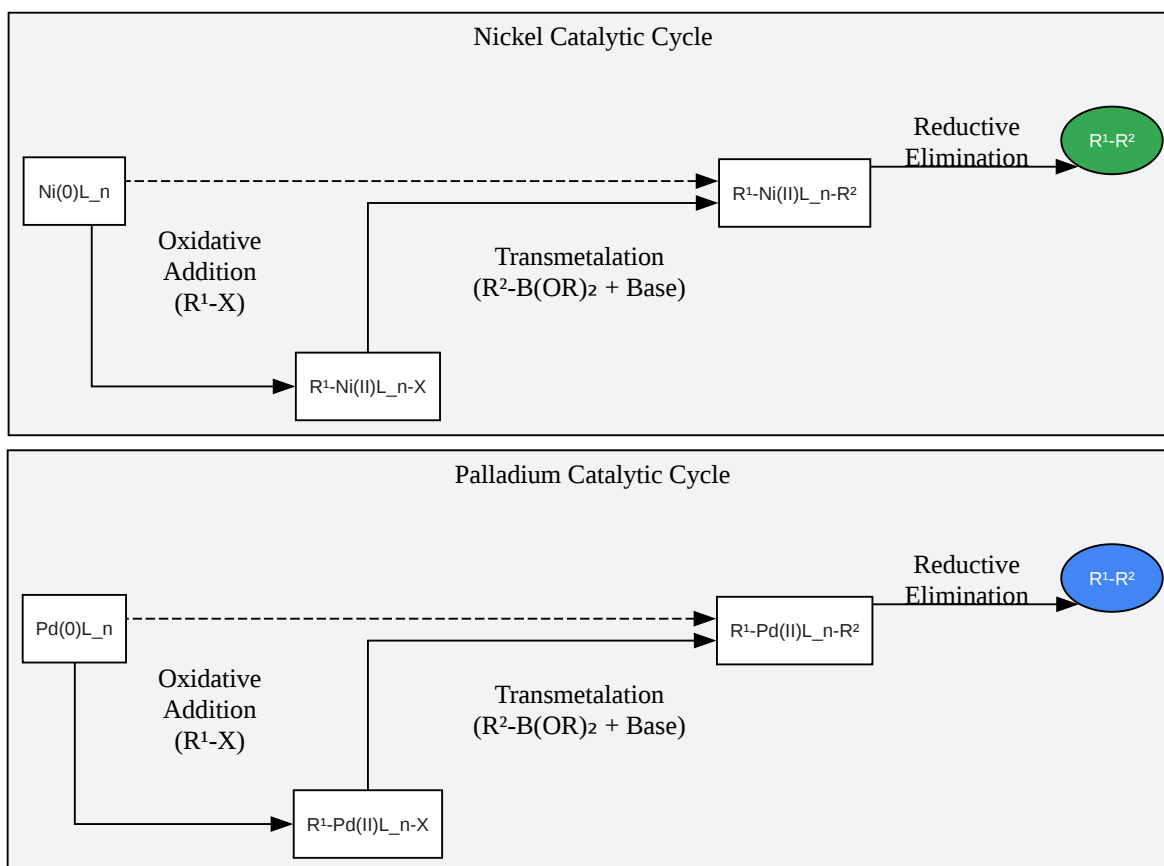 Nickel Catalytic Cycle
Reductive
Elimination
R¹-R²
Ni(0)L_n
R¹-Ni(II)L_n-R²
Oxidative
Addition
(R¹-X)
Transmetalation
(R²-B(OR)₂ + Base)
R¹-Ni(II)L_n-X
Palladium Catalytic Cycle
Reductive
Elimination
R¹-R²
Pd(0)L_n
R¹-Pd(II)L_n-R²
Oxidative
Addition
(R¹-X)
Transmetalation
(R²-B(OR)₂ + Base)
R¹-Pd(II)L_n-X